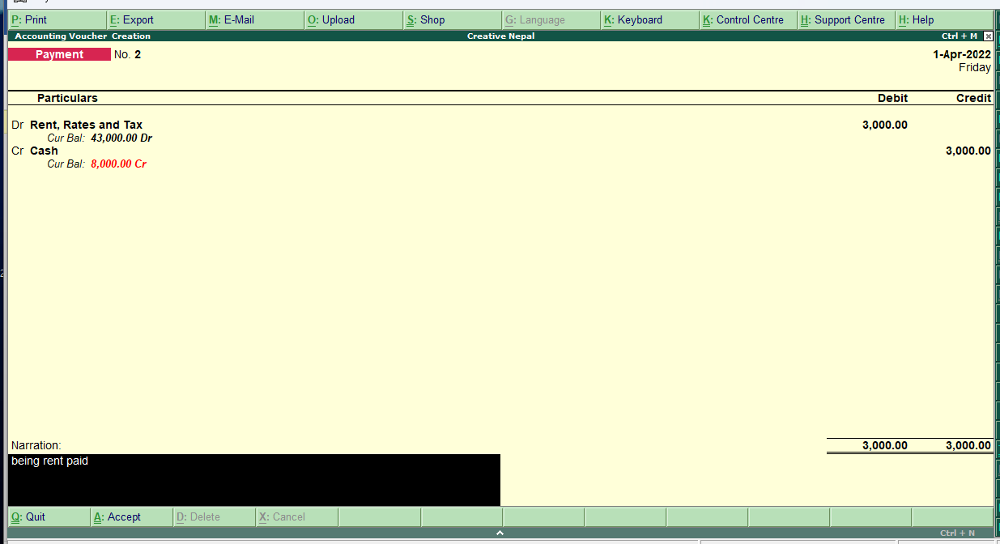 P: Print E: Export M: E-Mail O: Upload S: Shop G: Language K: Keyboard K: Control Centre H: Support Centre H: Help
Accounting Voucher Creation Creative Nepal Ctrl + M
Payment No. 2 1-Apr-2022
Friday
Particulars Debit Credit
Dr Rent, Rates and Tax 3,000.00
Cur Bal: 43,000.00 Dr
Cr Cash 3,000.00
Cur Bal: 8,000.00 Cr
Narration: 3,000.00 3,000.00
being rent paid
Q: Quit A: Accept D: Delete X: Cancel
Ctrl + N